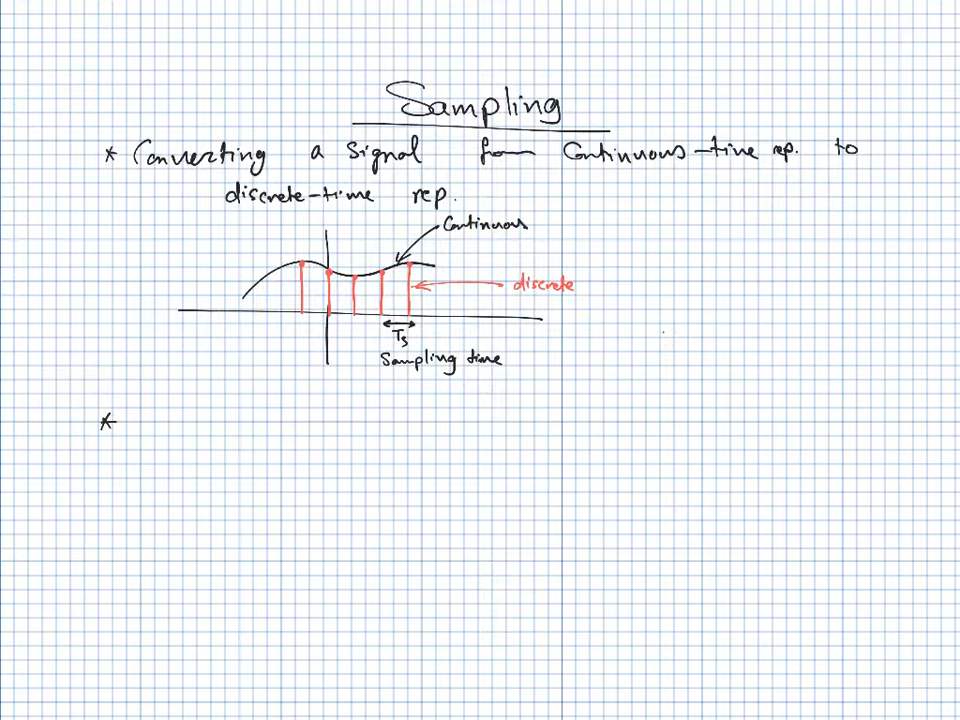 Sampling
* Converting a signal from Continuous-time rep. to
discrete-time rep.
Continuous
discrete
Ts
Sampling time
*